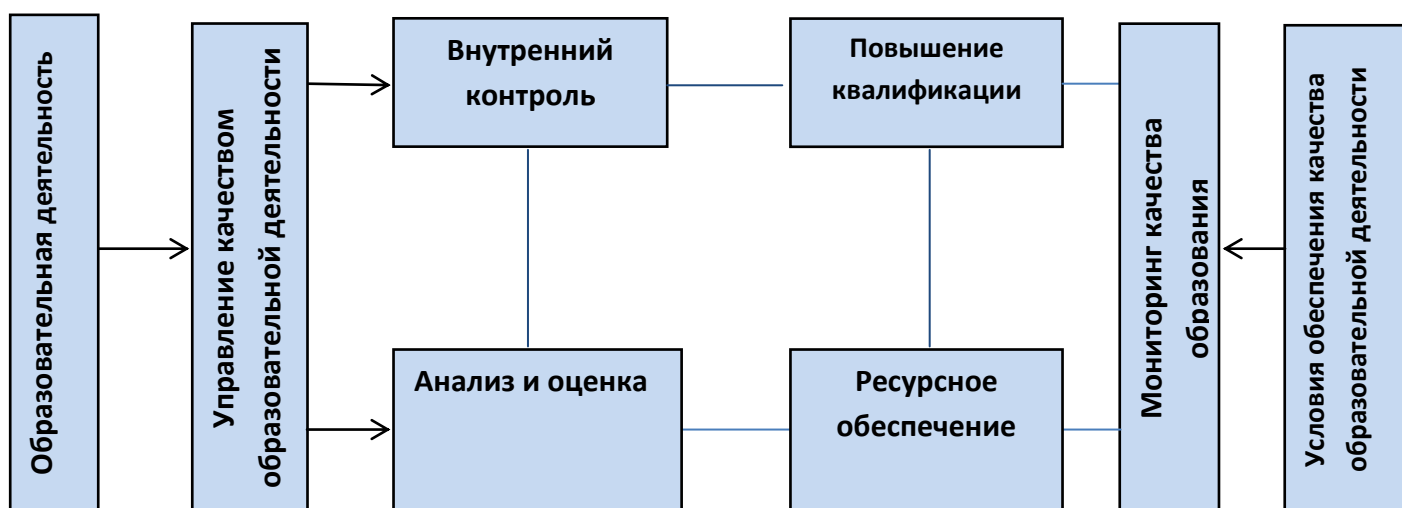 Образовательная деятельность
Управление качеством
образовательной деятельности
Внутренний
контроль
Повышение
квалификации
Анализ и оценка
Ресурсное
обеспечение
Мониторинг качества
образования
Условия обеспечения качества
образовательной деятельности